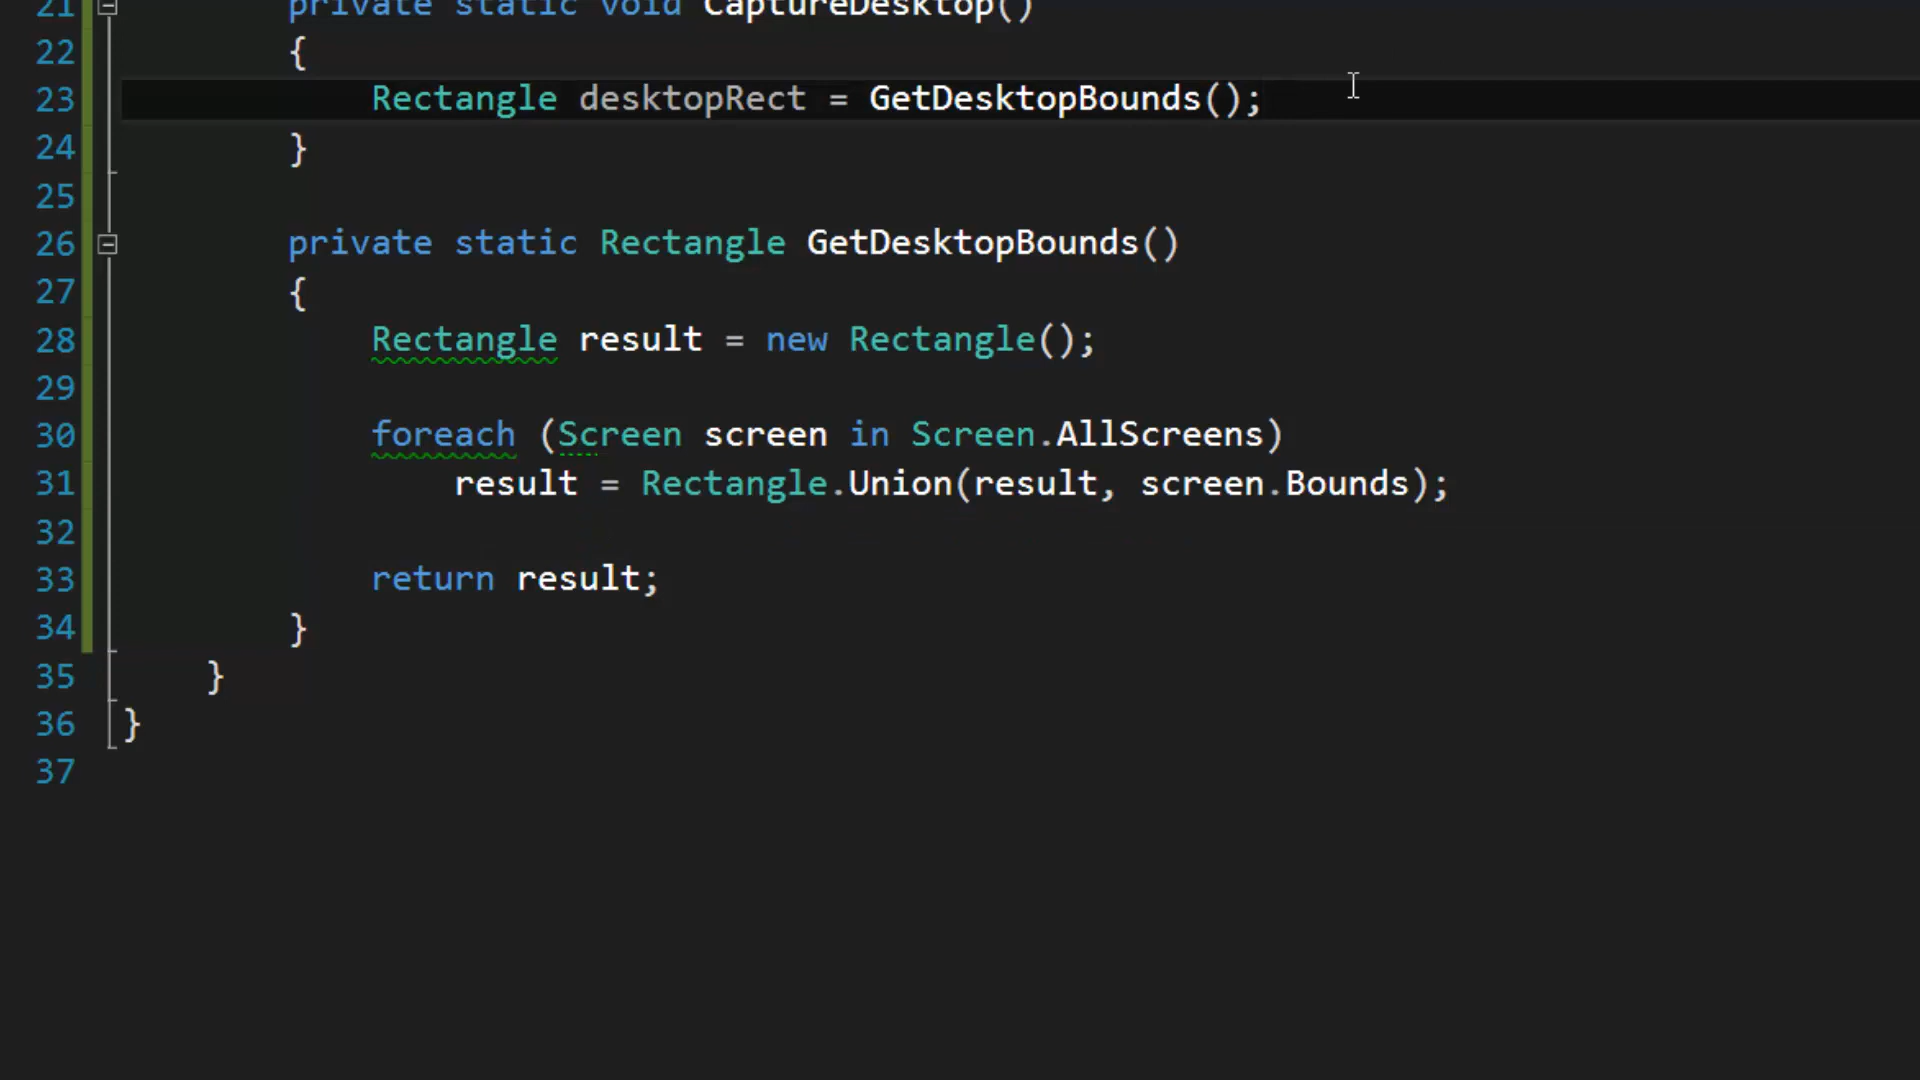 21 private static void CaptureDesktop()
22 {
23 Rectangle desktopRect = GetDesktopBounds();
24 }
25
26 private static Rectangle GetDesktopBounds()
27 {
28 Rectangle result = new Rectangle();
29
30 foreach (Screen screen in Screen.AllScreens)
31 result = Rectangle.Union(result, screen.Bounds);
32
33 return result;
34 }
35 }
36 }
37